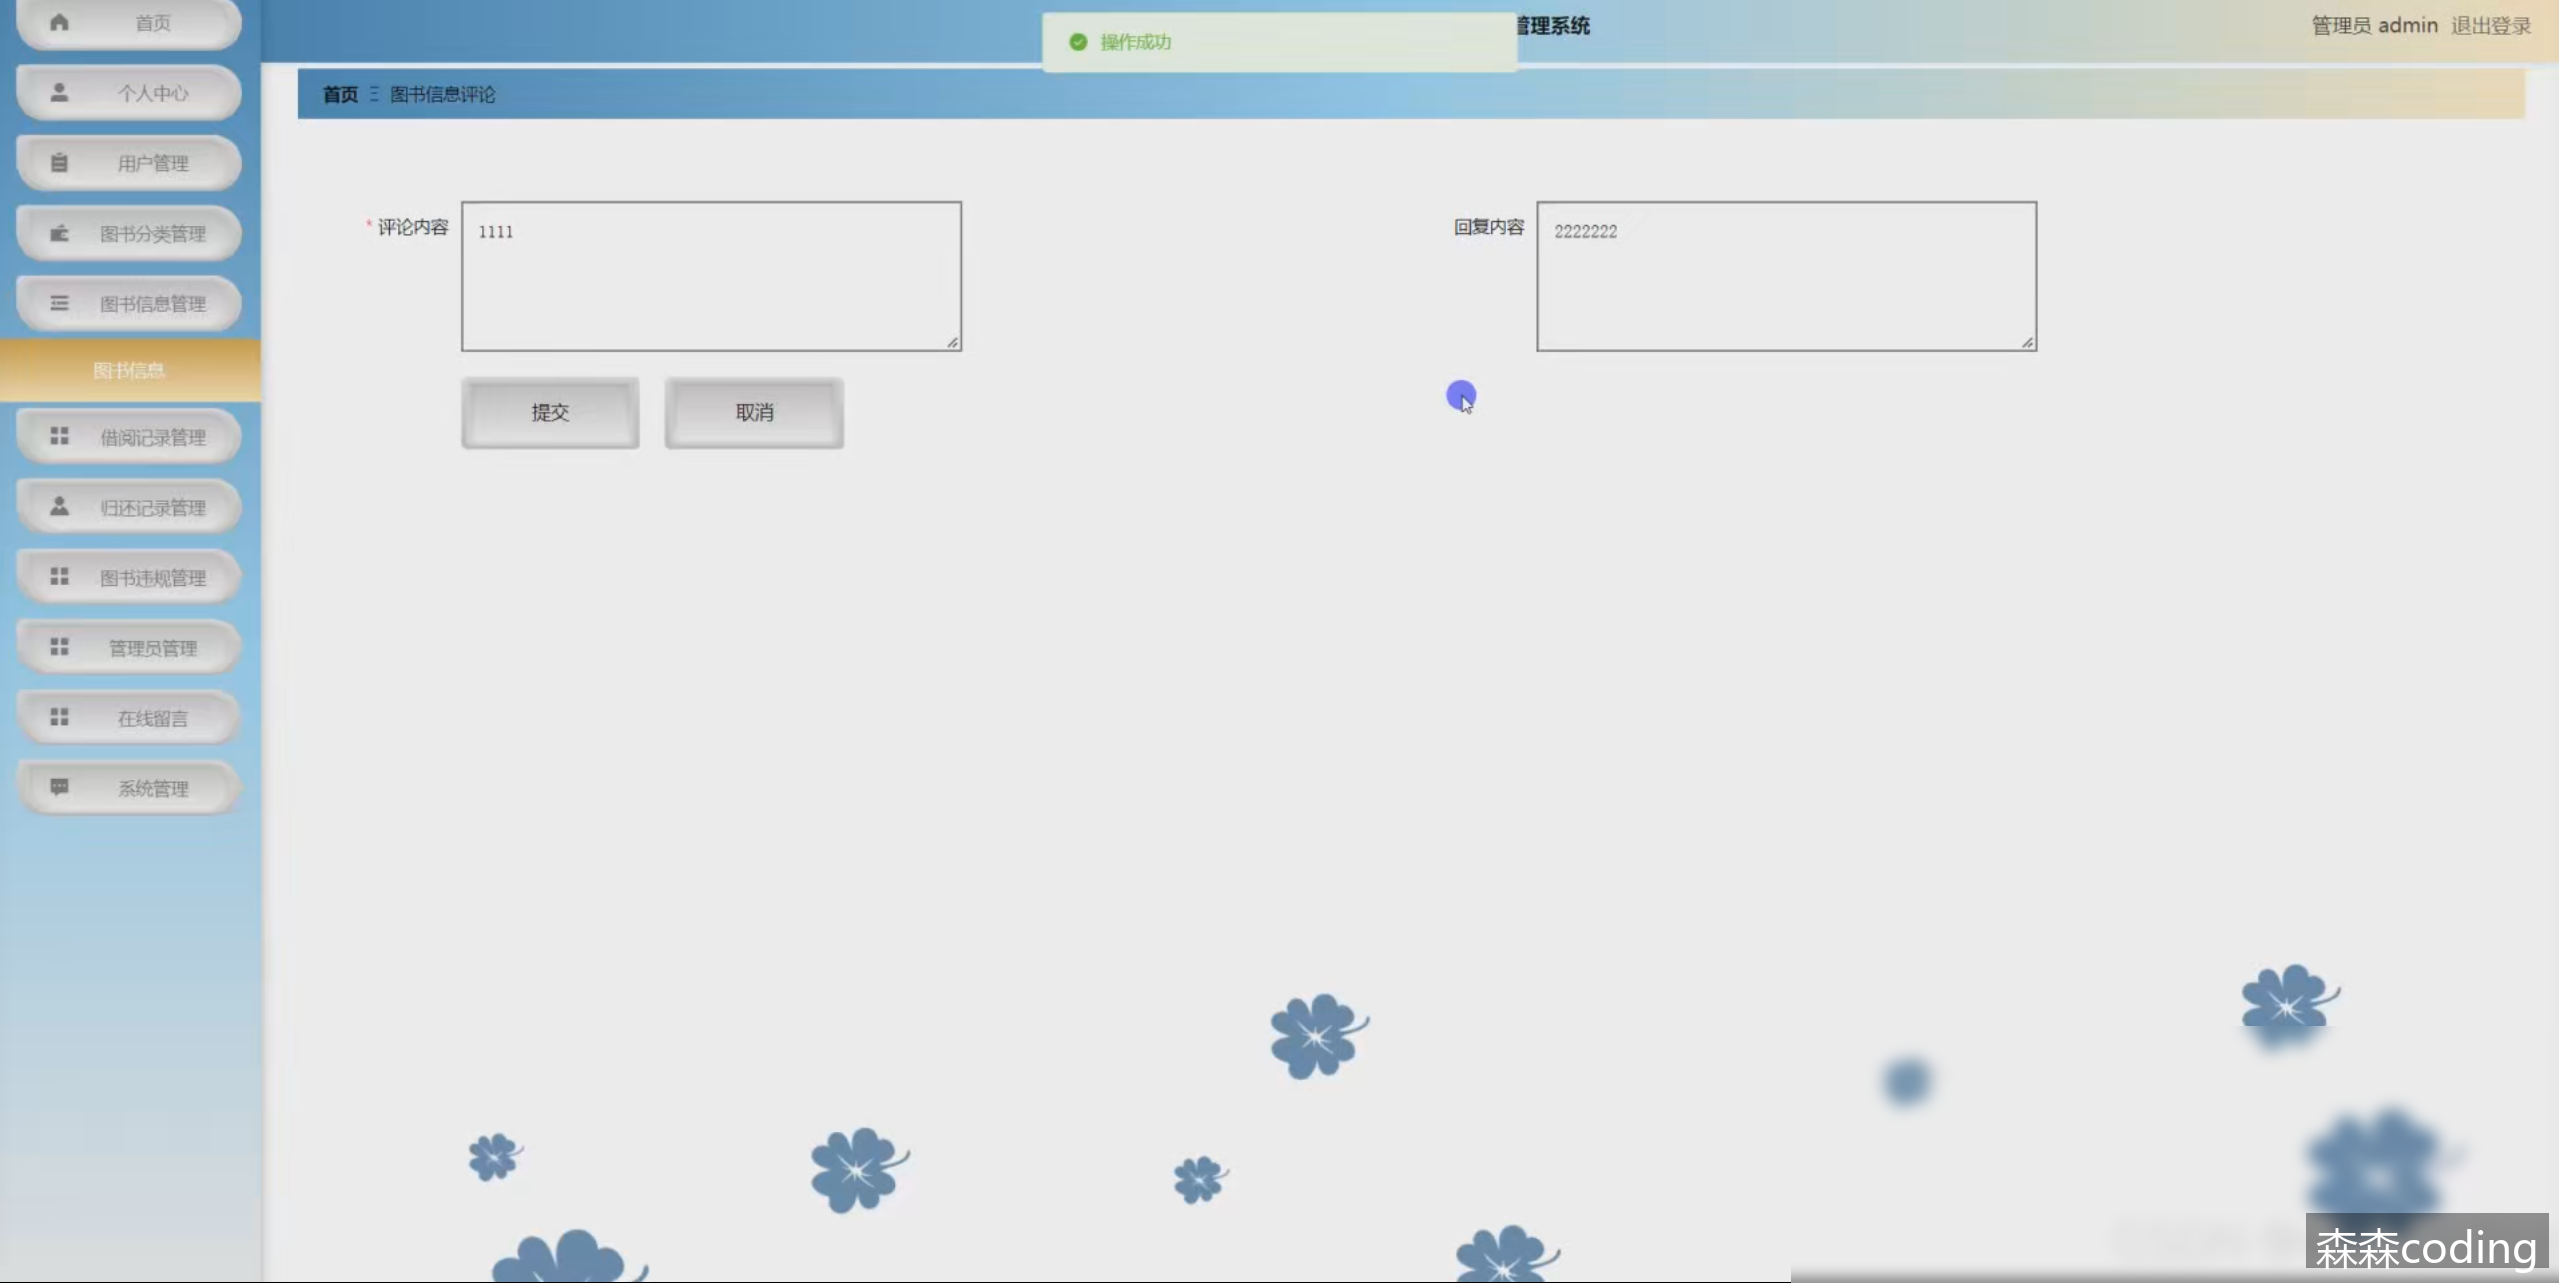 首页
个人中心
用户管理
图书分类管理
图书信息管理
图书信息
借阅记录管理
归还记录管理
图书违规管理
管理员管理
在线留言
系统管理
操作成功
管理系统
管理员 admin 退出登录
首页 图书信息评论
* 评论内容
1111
回复内容
2222222
提交
取消
森森coding